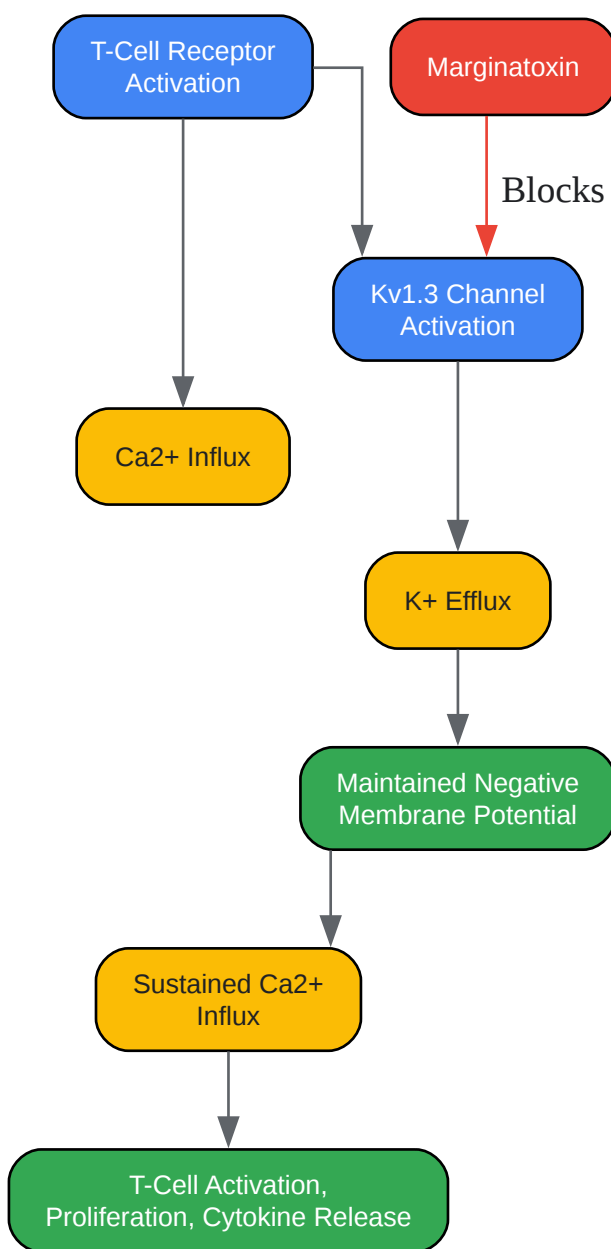 T-Cell Receptor
Activation
Marginatoxin
Blocks
Kv1.3 Channel
Activation
Ca2+ Influx
K+ Efflux
Maintained Negative
Membrane Potential
Sustained Ca2+
Influx
T-Cell Activation,
Proliferation, Cytokine Release